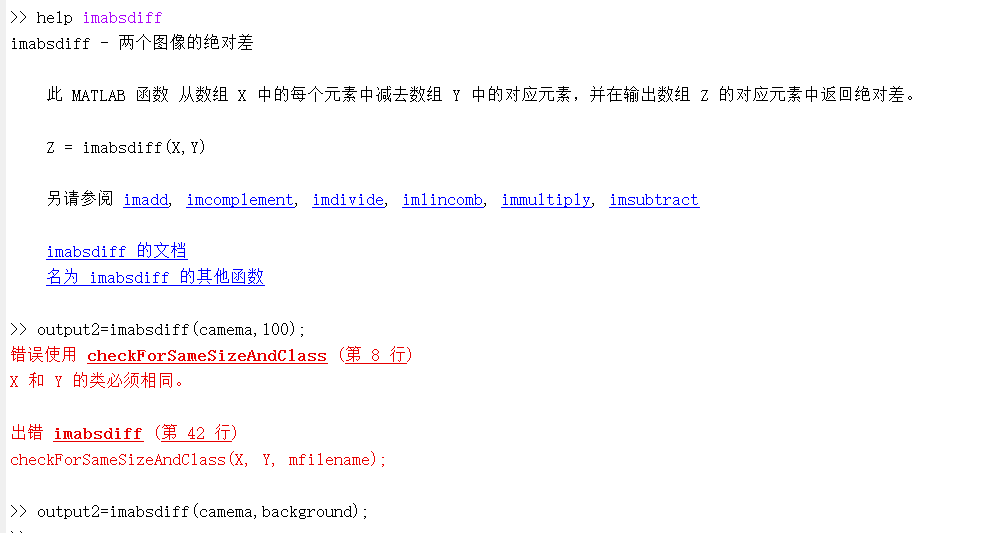 >> help imabsdiff
imabsdiff - 两个图像的绝对差
此 MATLAB 函数 从数组 X 中的每个元素中减去数组 Y 中的对应元素，并在输出数组 Z 的对应元素中返回绝对差。
Z = imabsdiff(X,Y)
另请参阅 imadd, imcomplement, imdivide, imlincomb, immultiply, imsubtract
imabsdiff 的文档
名为 imabsdiff 的其他函数
>> output2=imabsdiff(camema,100);
错误使用 checkForSameSizeAndClass (第 8 行)
X 和 Y 的类必须相同。
出错 imabsdiff (第 42 行)
checkForSameSizeAndClass(X, Y, mfilename);
>> output2=imabsdiff(camema,background);
>>